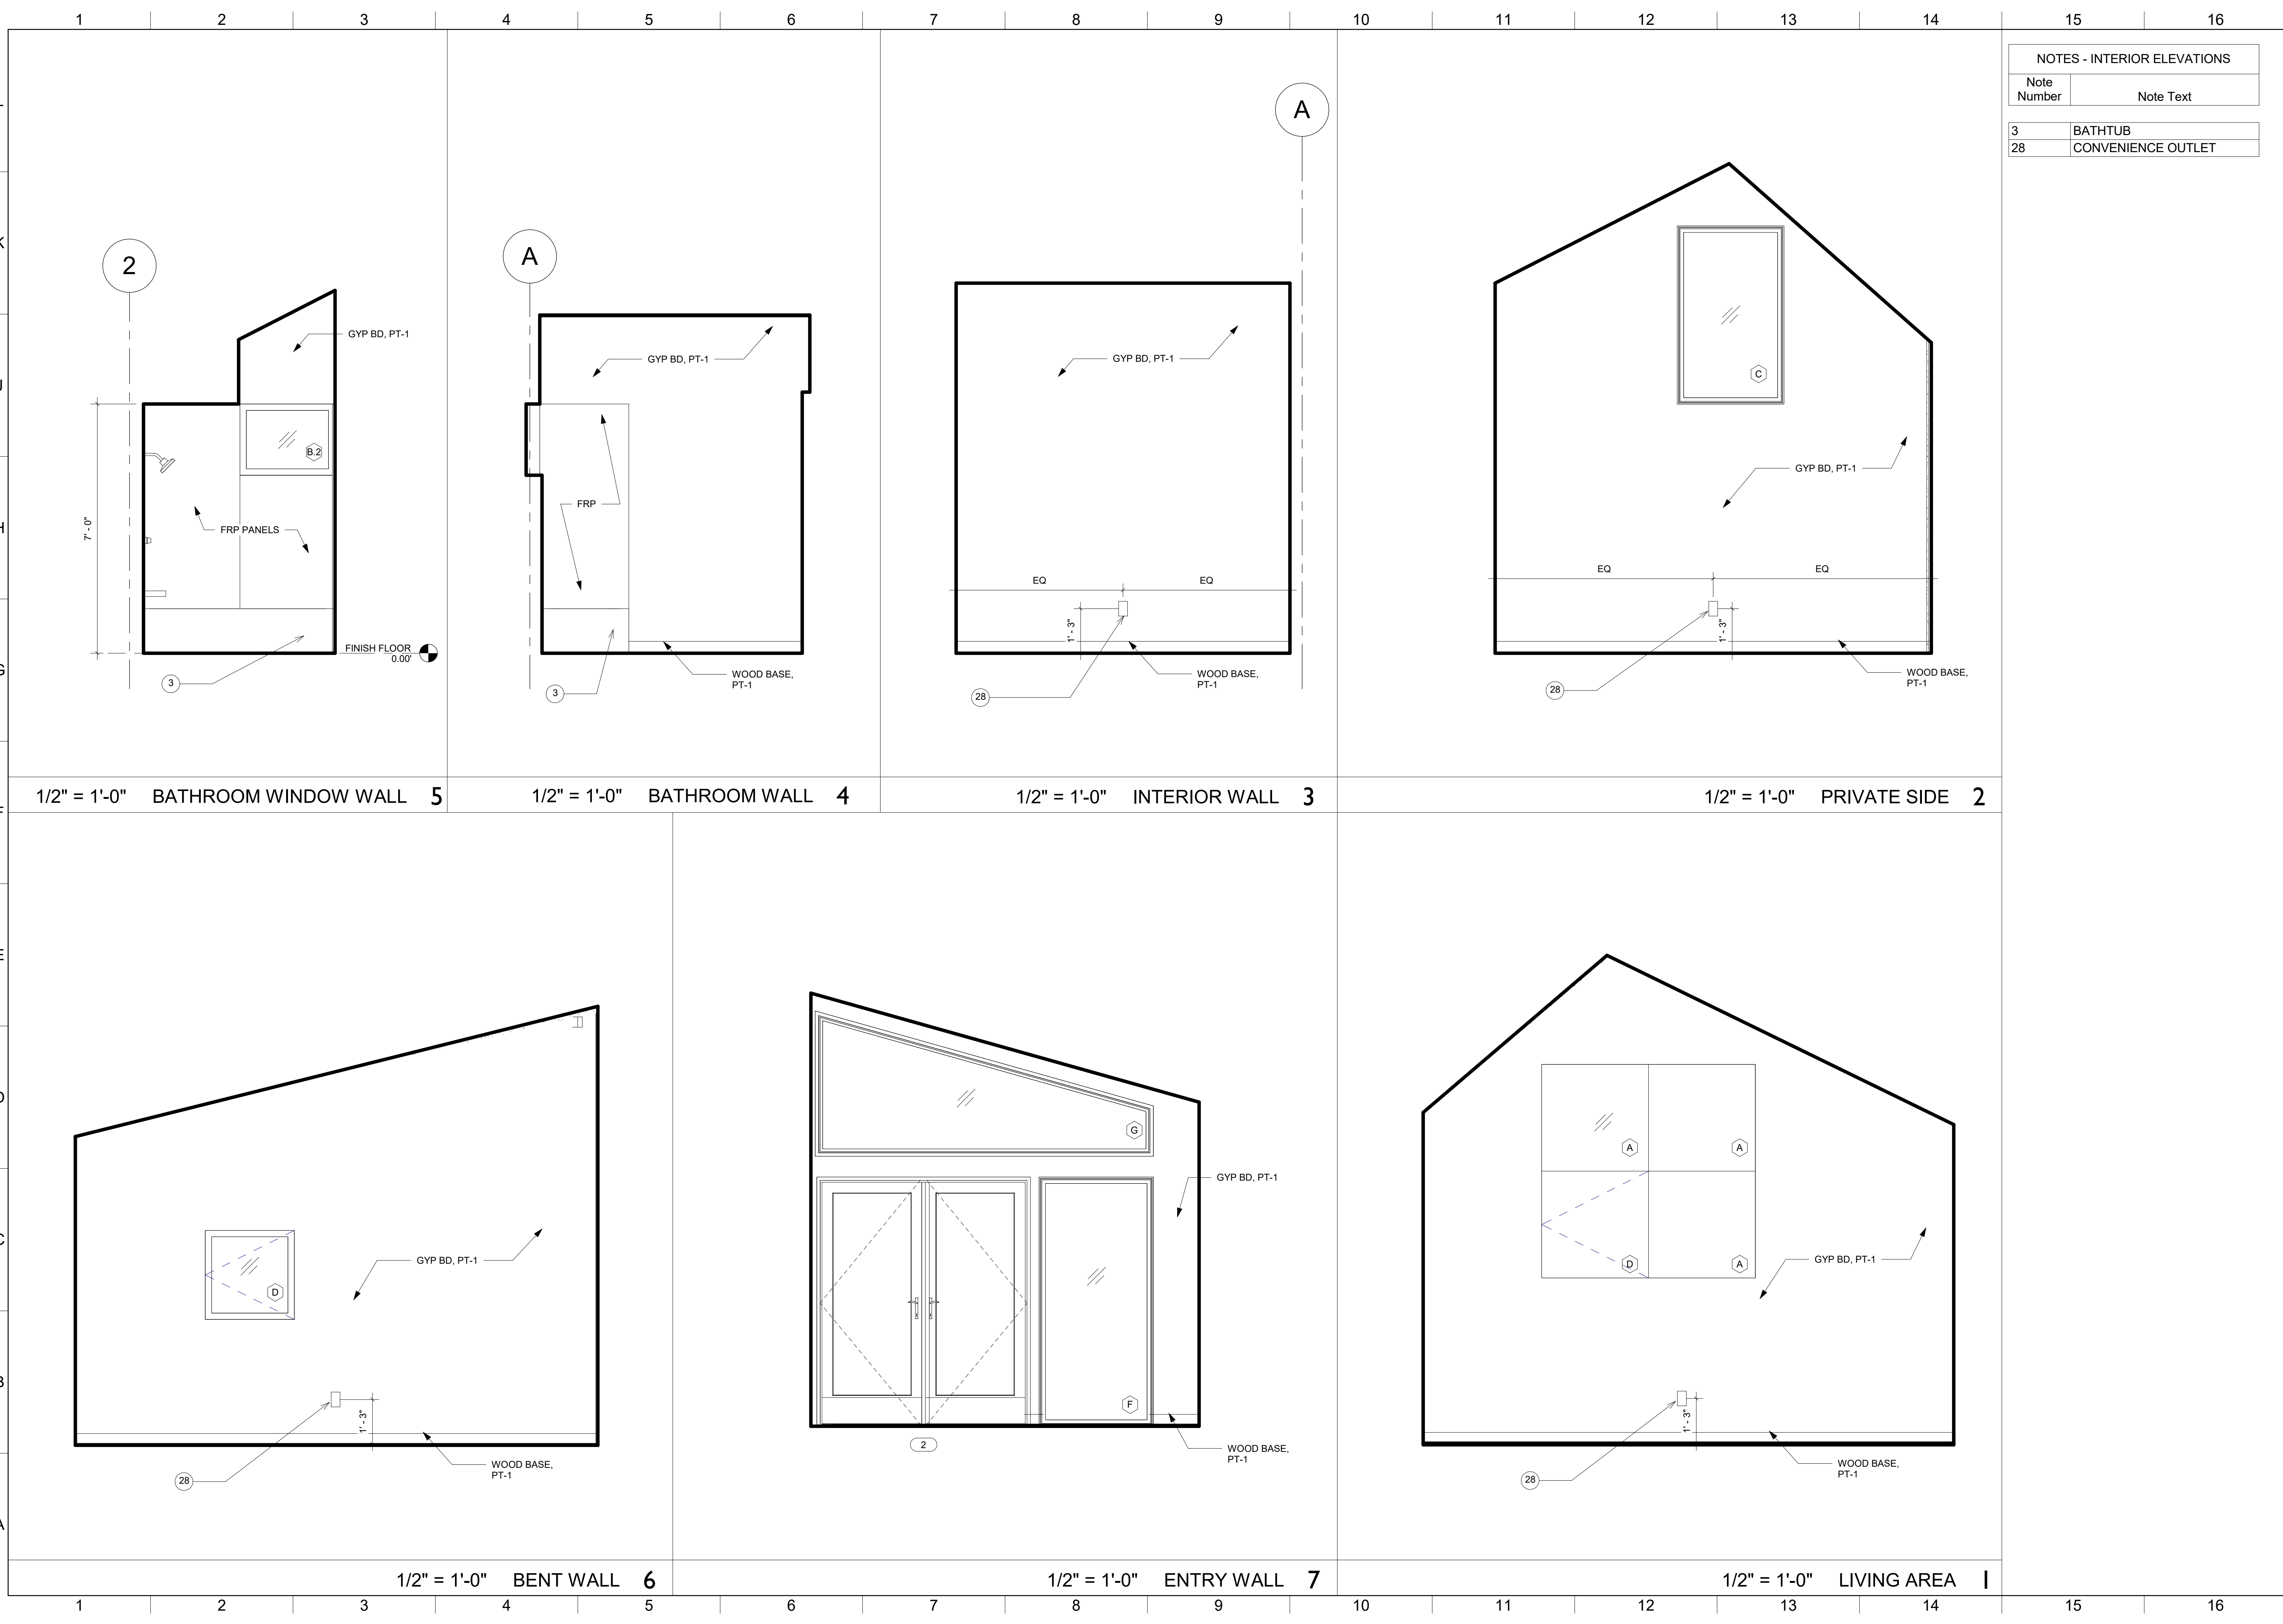 1 2 3 4 5 6 7 8 9 10 11 12 13 14 15 16
NOTES - INTERIOR ELEVATIONS
Note Number Note Text
3 BATHTUB
28 CONVENIENCE OUTLET
2
GYP BD, PT-1
B.2
7' - 0"
FRP PANELS
FINISH FLOOR
0.00'
3
1/2" = 1'-0" BATHROOM WINDOW WALL 5
A
GYP BD, PT-1
FRP
WOOD BASE,
PT-1
3
1/2" = 1'-0" BATHROOM WALL 4
A
GYP BD, PT-1
EQ EQ
1' - 3"
WOOD BASE,
PT-1
28
1/2" = 1'-0" INTERIOR WALL 3
C
GYP BD, PT-1
EQ EQ
1' - 3"
WOOD BASE,
PT-1
28
1/2" = 1'-0" PRIVATE SIDE 2
GYP BD, PT-1
D
1' - 3"
WOOD BASE,
PT-1
28
1/2" = 1'-0" BENT WALL 6
G
GYP BD, PT-1
F
2
WOOD BASE,
PT-1
1/2" = 1'-0" ENTRY WALL 7
A A
D A
GYP BD, PT-1
1' - 3"
WOOD BASE,
PT-1
28
1/2" = 1'-0" LIVING AREA 1
1 2 3 4 5 6 7 8 9 10 11 12 13 14 15 16